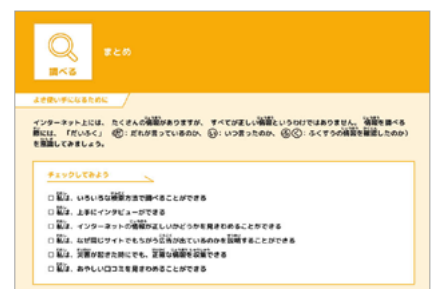 調べる
まとめ
よき使い手になるために
インターネット上には、たくさんの情報がありますが、すべてが正しい情報というわけではありません。情報を調べる
際には、「だいふく」（だ：だれが言っているのか、い：いつ言ったのか、ふく：ふくすうの情報を確認したのか）
を意識してみましょう。
チェックしてみよう
□ 私は、いろいろな検索方法で調べることができる
□ 私は、上手にインタビューができる
□ 私は、インターネットの情報が正しいかどうかを見きわめることができる
□ 私は、なぜ同じサイトでもちがう広告が出ているのかを説明することができる
□ 私は、災害が起きた時にでも、正確な情報を収集できる
□ 私は、あやしい口コミを見きわめることができる